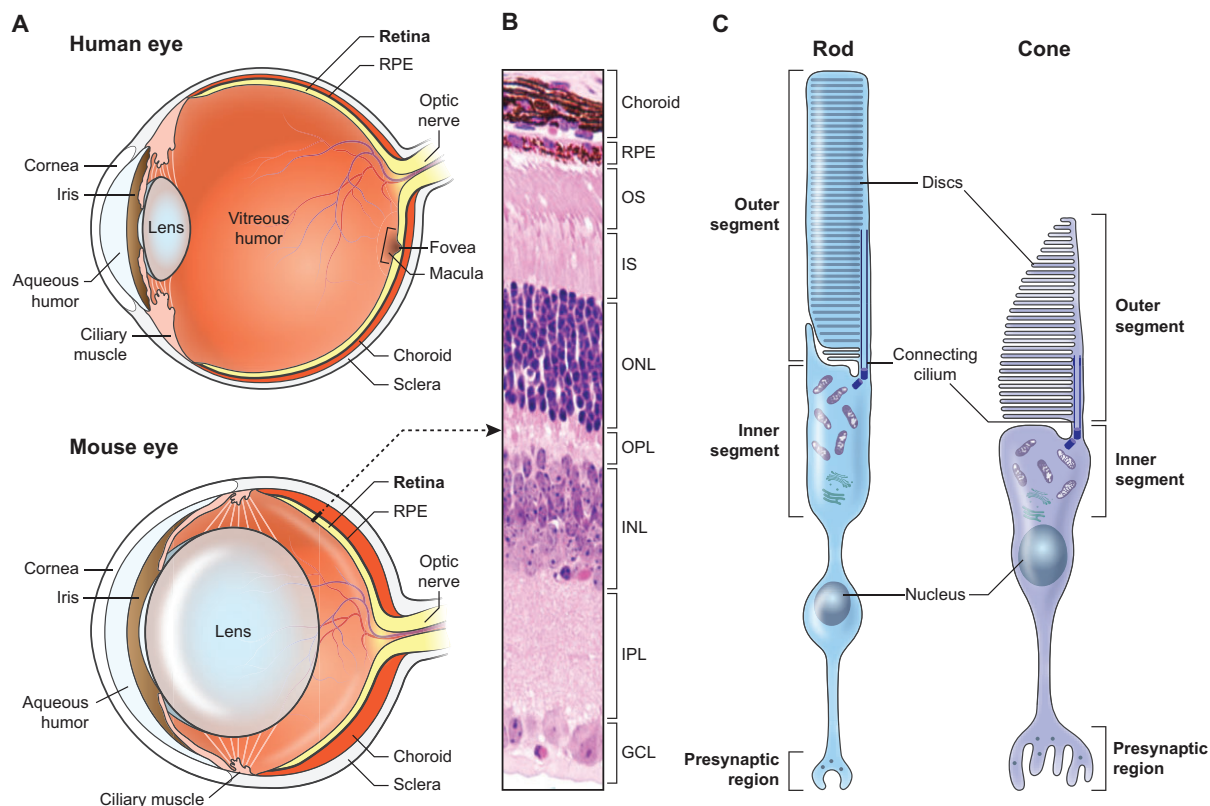 A
Human eye
Retina
RPE
Optic
nerve
Cornea
Iris
Lens
Vitreous
humor
Fovea
Macula
Aqueous
humor
Ciliary
muscle
Choroid
Sclera
Mouse eye
Retina
RPE
Optic
nerve
Cornea
Iris
Lens
Aqueous
humor
Choroid
Sclera
Ciliary muscle
B
Choroid
RPE
OS
IS
ONL
OPL
INL
IPL
GCL
C
Rod
Cone
Discs
Outer
segment
Outer
segment
Connecting
cilium
Inner
segment
Inner
segment
Nucleus
Presynaptic
region
Presynaptic
region